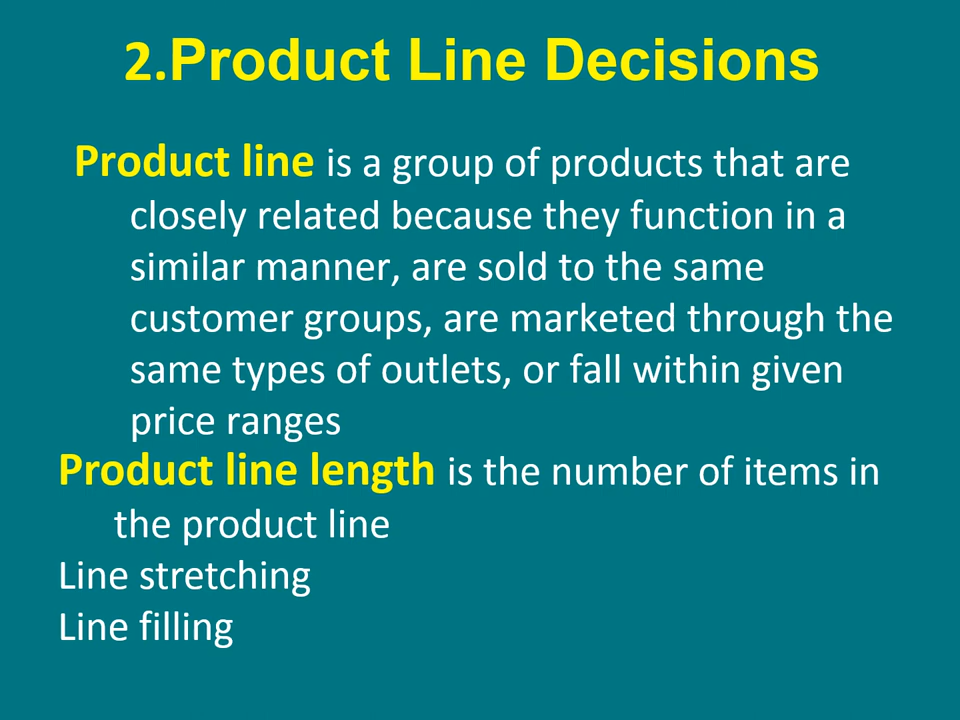 2.Product Line Decisions
Product line is a group of products that are
closely related because they function in a
similar manner, are sold to the same
customer groups, are marketed through the
same types of outlets, or fall within given
price ranges
Product line length is the number of items in
the product line
Line stretching
Line filling